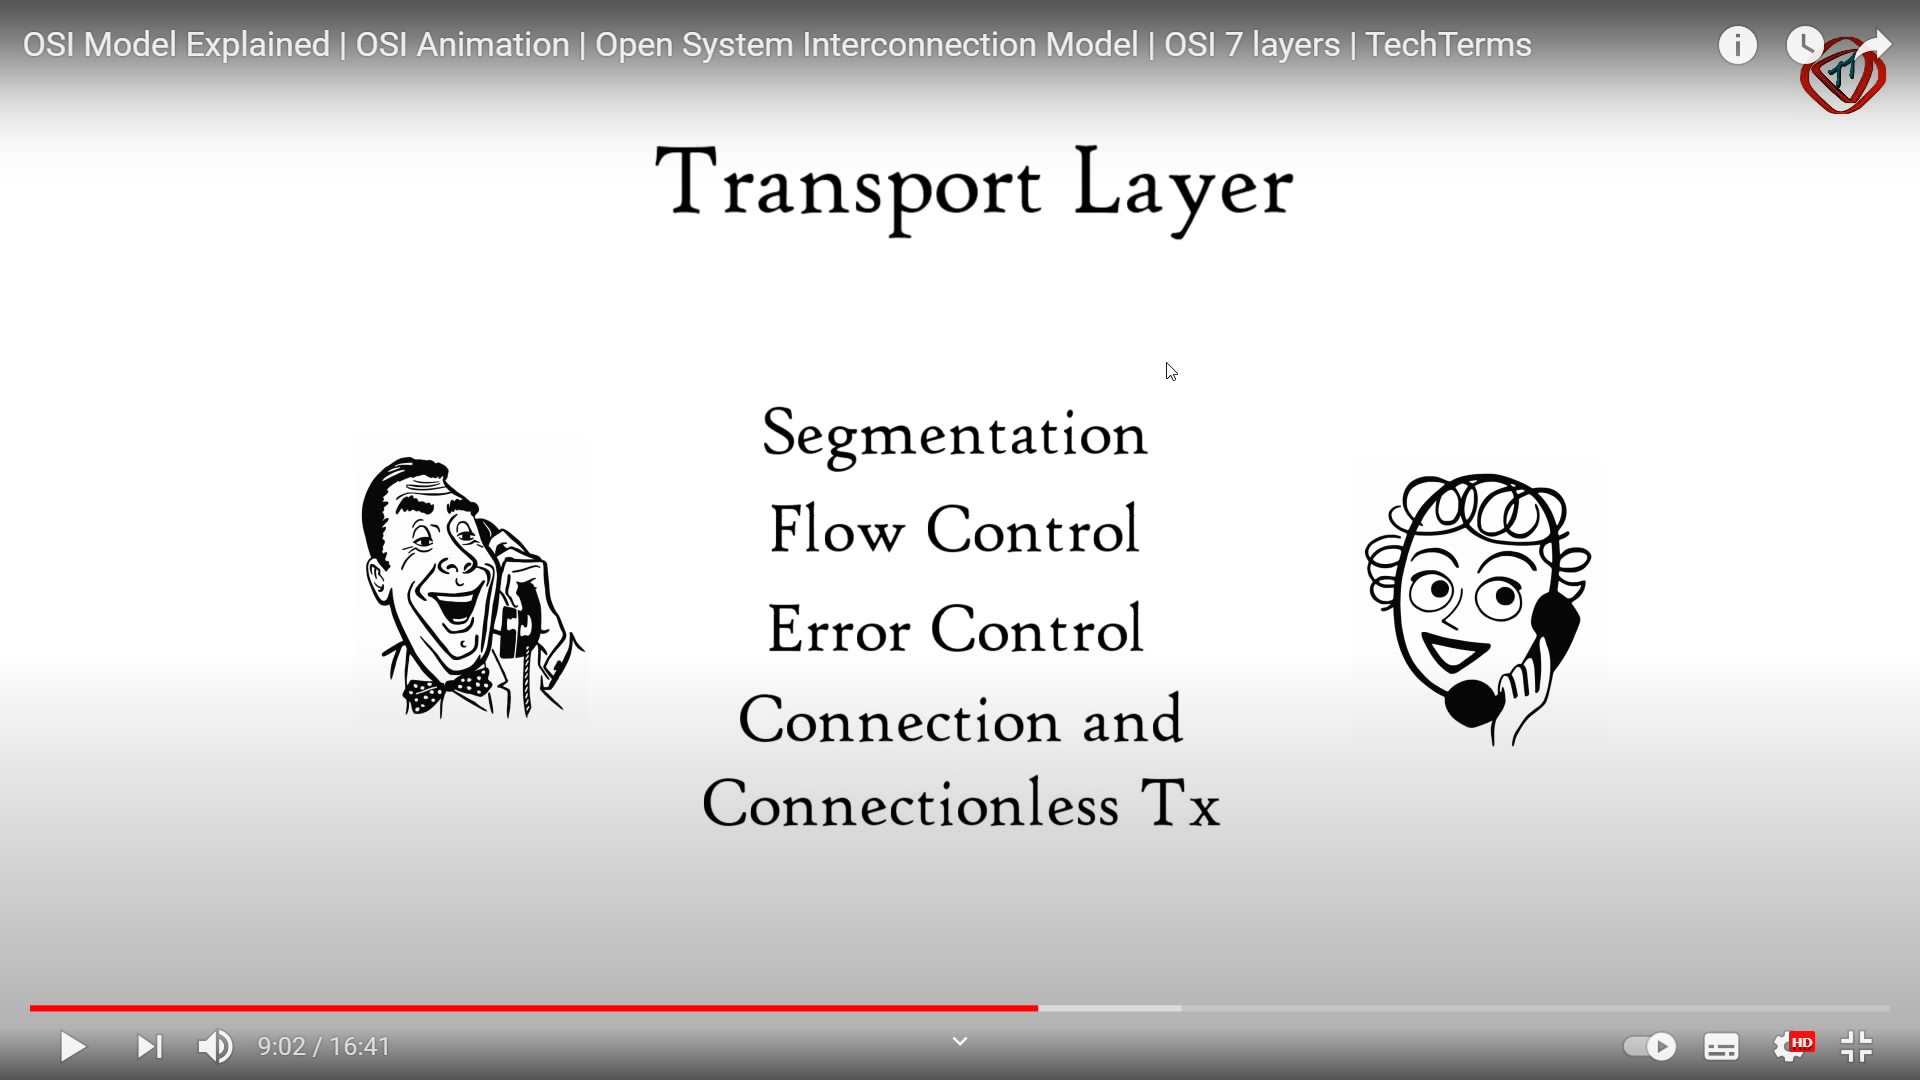 OSI Model Explained | OSI Animation | Open System Interconnection Model | OSI 7 layers | TechTerms
Transport Layer
Segmentation
Flow Control
Error Control
Connection and
Connectionless Tx
9:02 / 16:41
HD